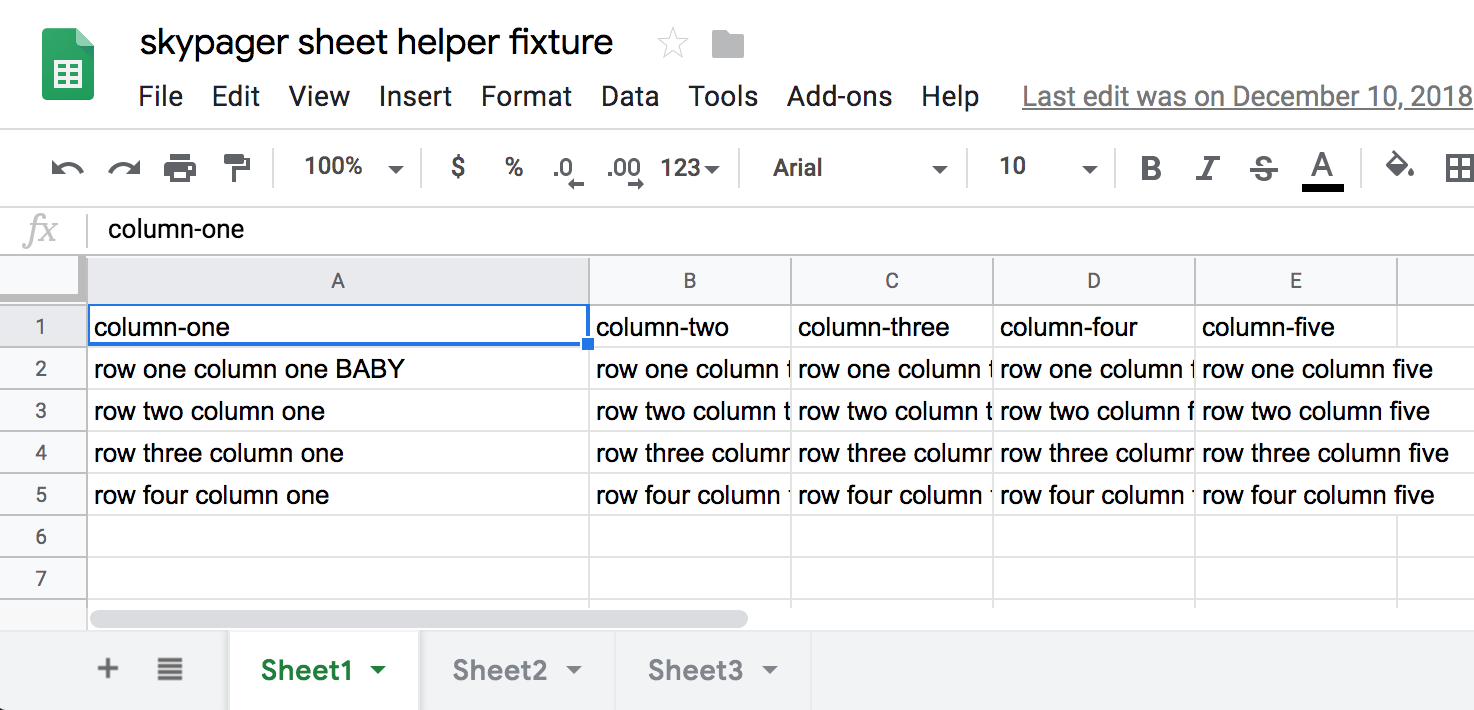 skypager sheet helper fixture
File Edit View Insert Format Data Tools Add-ons Help Last edit was on December 10, 2018
100% $ % .0 .00 123 Arial 10 B I S A
fx column-one
A B C D E
1 column-one column-two column-three column-four column-five
2 row one column one BABY row one column row one column row one column row one column five
3 row two column one row two column row two column row two column row two column five
4 row three column one row three row three row three row three column five
5 row four column one row four column row four column row four column row four column five
6
7
Sheet1 Sheet2 Sheet3